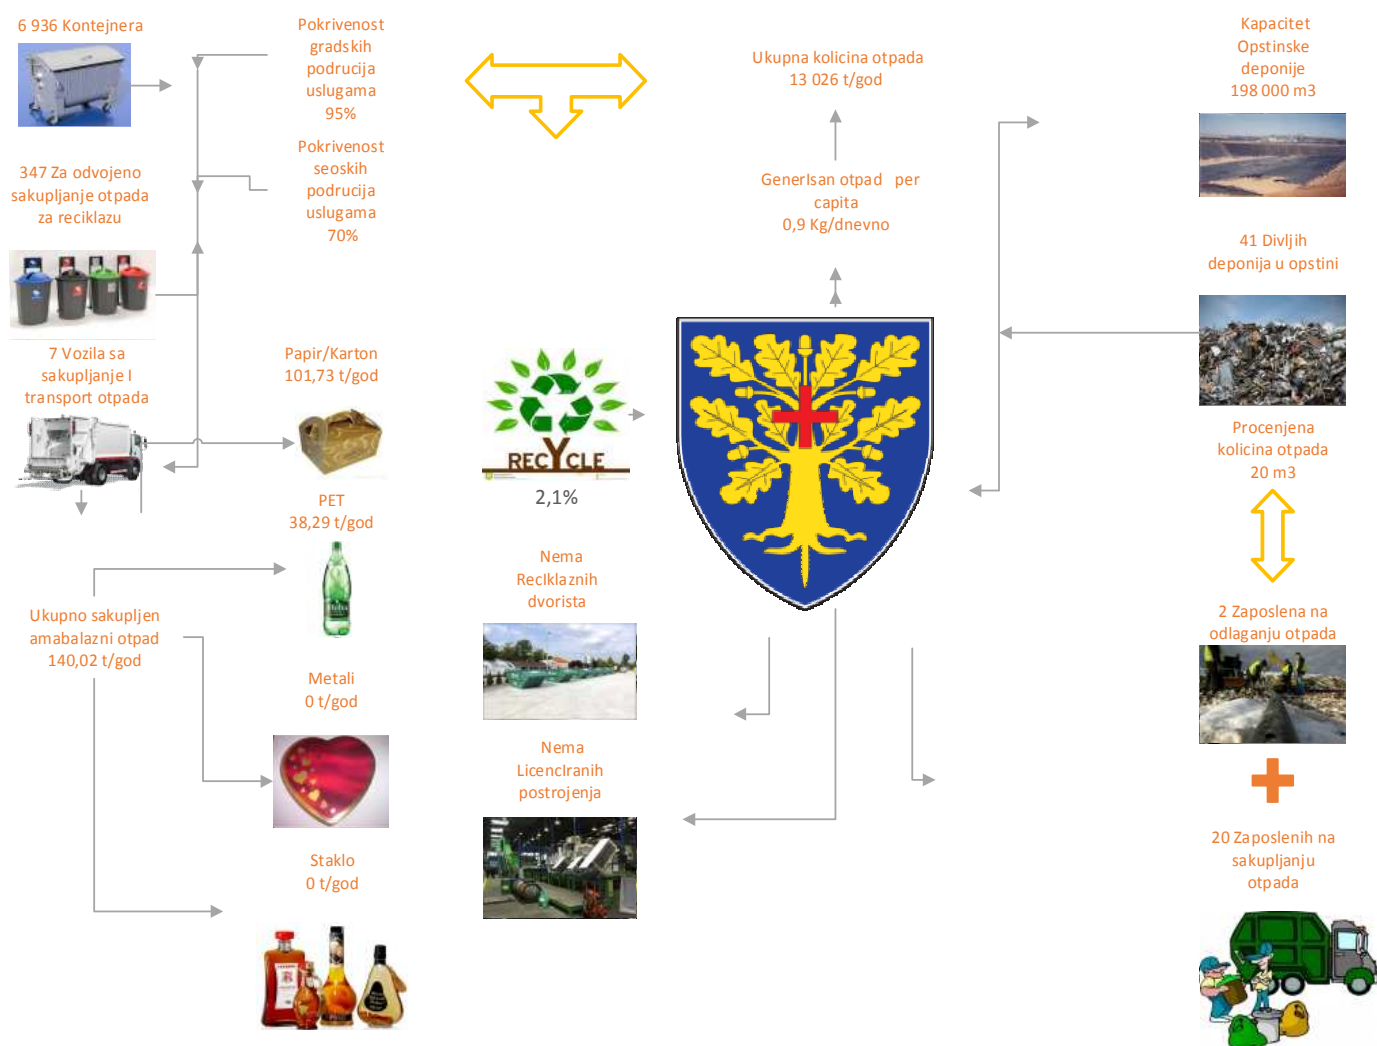 6 936 Kontejnera
347 Za odvojeno
sakupljanje otpada
za reciklazu
7 Vozila sa
sakupljanje I
transport otpada
Ukupno sakupljen
amabalazni otpad
140,02 t/god
Pokrivenost
gradskih
podrucija
uslugama
95%
Pokrivenost
seoskih
podrucija
uslugama
70%
Papir/Karton
101,73 t/god
PET
38,29 t/god
Metali
0 t/god
Staklo
0 t/god
RECYCLE
2,1%
Nema
RecIklaznih
dvorista
Nema
LicencIranih
postrojenja
Ukupna kolicina otpada
13 026 t/god
GenerIsan otpad per
capita
0,9 Kg/dnevno
Kapacitet
Opstinske
deponije
198 000 m3
41 Divljih
deponija u opstini
Procenjena
kolicina otpada
20 m3
2 Zaposlena na
odlaganju otpada
20 Zaposlenih na
sakupljanju
otpada